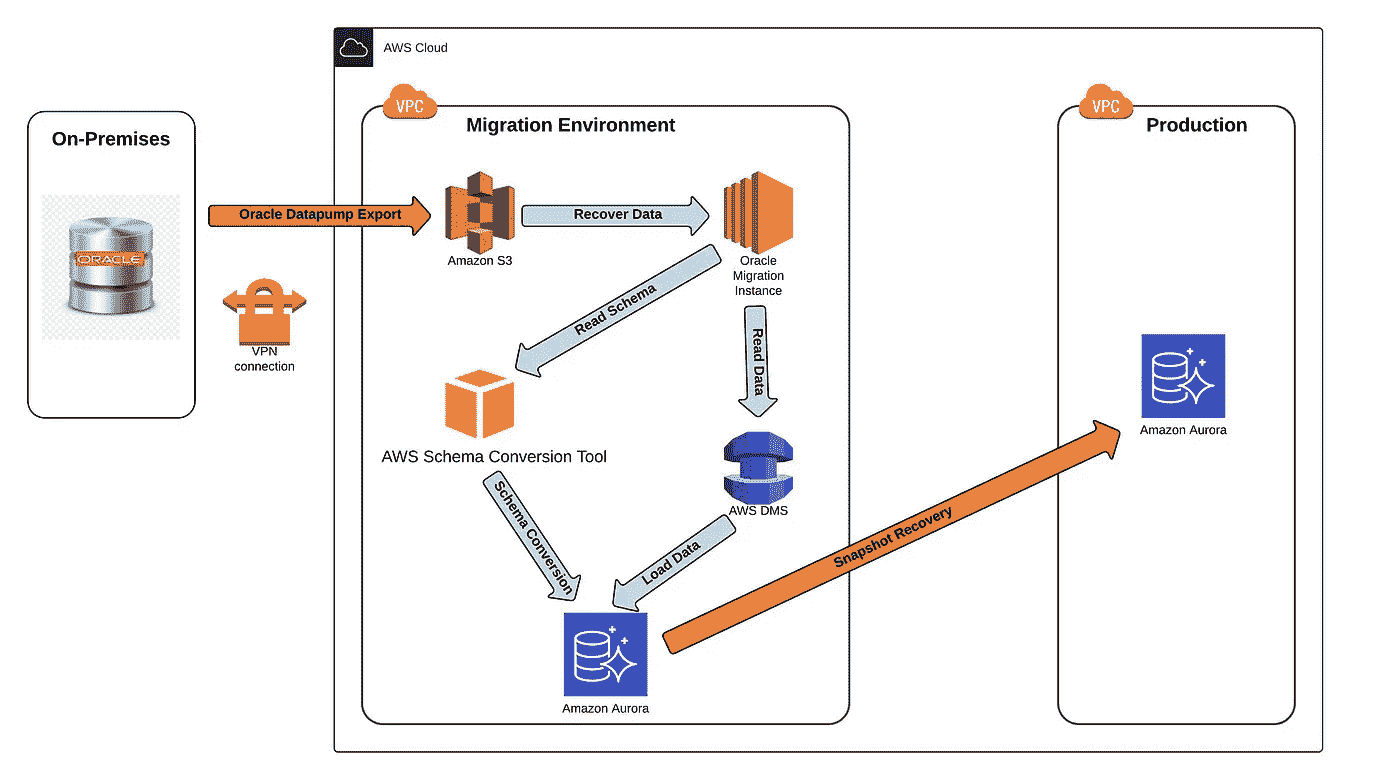 AWS Cloud
VPC
VPC
On-Premises
Migration Environment
Production
ORACLE
Oracle Datapump Export
Recover Data
Amazon S3
Oracle
Migration
Instance
VPN
connection
Read Schema
Read Data
AWS Schema Conversion Tool
Amazon Aurora
AWS DMS
Schema Conversion
Load Data
Snapshot Recovery
Amazon Aurora